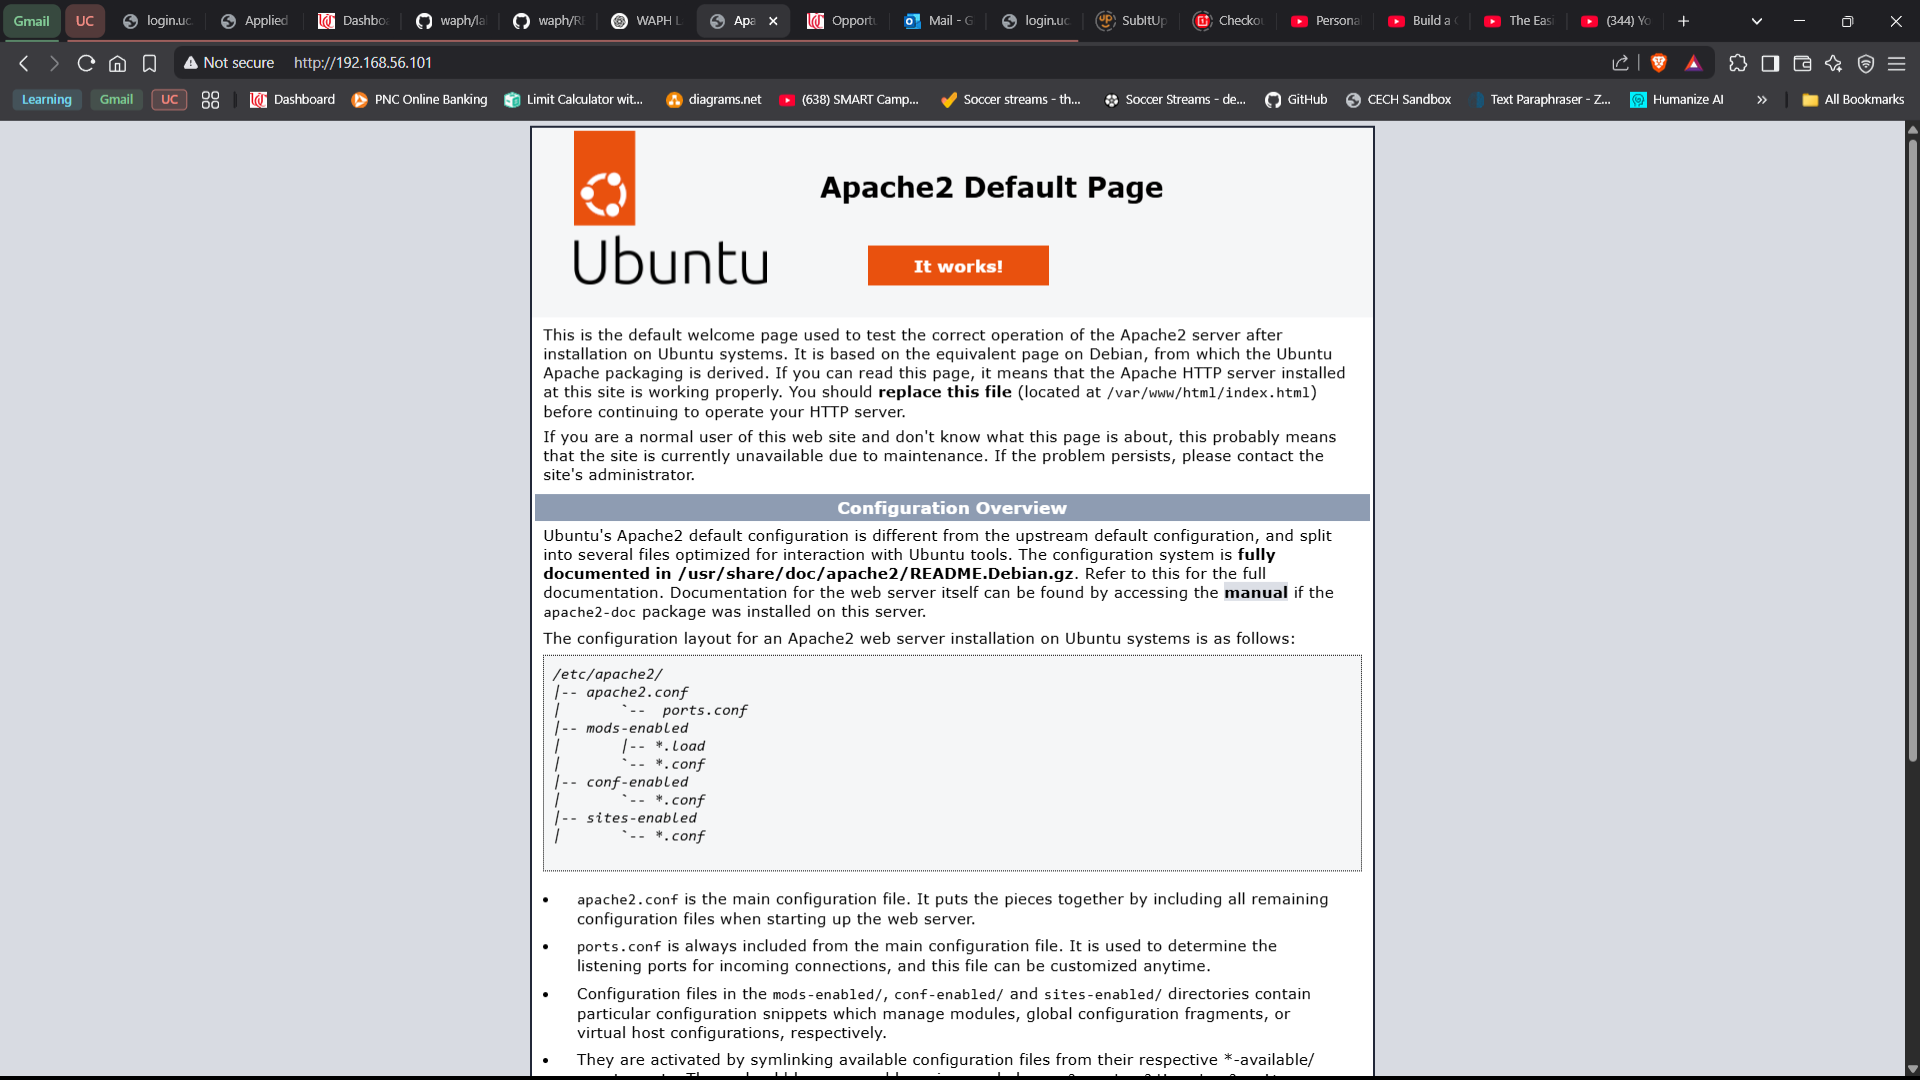 Gmail
UC
login.uc.
Applied
Dashbo
waph/la
waph/R
WAPH L
Apa
Opport
Mail - G
login.uc.
SubItUp
Checko
Persona
Build a
The Easi
(344) Yo
Not secure http://192.168.56.101
Learning
Gmail
UC
Dashboard
PNC Online Banking
Limit Calculator wit...
diagrams.net
(638) SMART Camp...
Soccer streams - th...
Soccer Streams - de...
GitHub
CECH Sandbox
Text Paraphraser - Z...
Humanize AI
»
All Bookmarks
Ubuntu
Apache2 Default Page
It works!
This is the default welcome page used to test the correct operation of the Apache2 server after
installation on Ubuntu systems. It is based on the equivalent page on Debian, from which the Ubuntu
Apache packaging is derived. If you can read this page, it means that the Apache HTTP server installed
at this site is working properly. You should replace this file (located at /var/www/html/index.html)
before continuing to operate your HTTP server.
If you are a normal user of this web site and don't know what this page is about, this probably means
that the site is currently unavailable due to maintenance. If the problem persists, please contact the
site's administrator.
Configuration Overview
Ubuntu's Apache2 default configuration is different from the upstream default configuration, and split
into several files optimized for interaction with Ubuntu tools. The configuration system is fully
documented in /usr/share/doc/apache2/README.Debian.gz. Refer to this for the full
documentation. Documentation for the web server itself can be found by accessing the manual if the
apache2-doc package was installed on this server.
The configuration layout for an Apache2 web server installation on Ubuntu systems is as follows:
/etc/apache2/
|-- apache2.conf
|       `--  ports.conf
|-- mods-enabled
|       |-- *.load
|       `-- *.conf
|-- conf-enabled
|       `-- *.conf
|-- sites-enabled
|       `-- *.conf
• apache2.conf is the main configuration file. It puts the pieces together by including all remaining
configuration files when starting up the web server.
• ports.conf is always included from the main configuration file. It is used to determine the
listening ports for incoming connections, and this file can be customized anytime.
• Configuration files in the mods-enabled/, conf-enabled/ and sites-enabled/ directories contain
particular configuration snippets which manage modules, global configuration fragments, or
virtual host configurations, respectively.
• They are activated by symlinking available configuration files from their respective *-available/